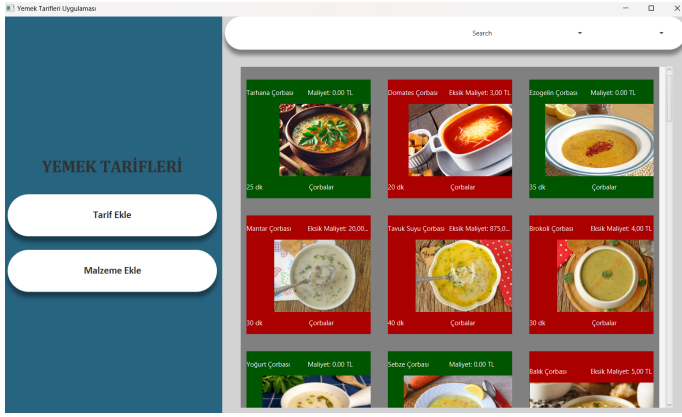 Yemek Tarifleri Uygulaması
Search
YEMEK TARİFLERİ
Tarif Ekle
Malzeme Ekle
Tarhana Çorbası Maliyet: 0.00 TL
25 dk Çorbalar
Domates Çorbası Eksik Maliyet: 3,00 TL
20 dk Çorbalar
Ezogelin Çorbası Maliyet: 0.00 TL
35 dk Çorbalar
Mantar Çorbası Eksik Maliyet: 20,00...
30 dk Çorbalar
Tavuk Suyu Çorbası Eksik Maliyet: 875,0...
40 dk Çorbalar
Brokoli Çorbası Eksik Maliyet: 4,00 TL
30 dk Çorbalar
Yoğurt Çorbası Maliyet: 0.00 TL
Sebze Çorbası Maliyet: 0.00 TL
Balık Çorbası Eksik Maliyet: 5,00 TL